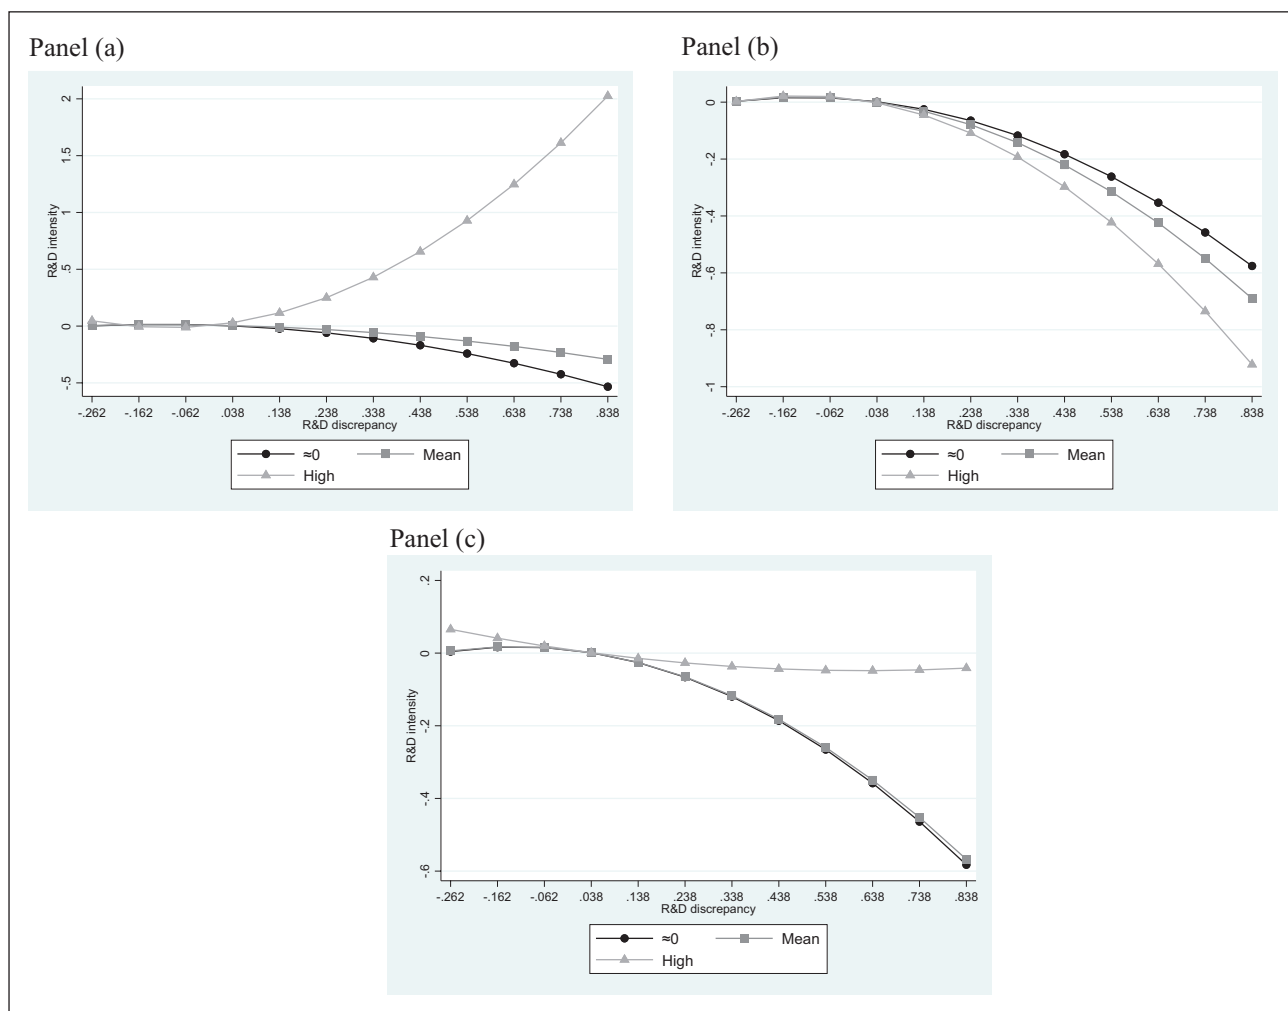 Panel (a)
2
1.5
1
.5
0
-.5
R&D intensity
-.262 -.162 -.062 .038 .138 .238 .338 .438 .538 .638 .738 .838
R&D discrepancy
≈0 Mean
High
Panel (b)
0
-.2
-.4
-.6
-.8
-1
R&D intensity
-.262 -.162 -.062 .038 .138 .238 .338 .438 .538 .638 .738 .838
R&D discrepancy
≈0 Mean
High
Panel (c)
.2
0
-.2
-.4
-.6
R&D intensity
-.262 -.162 -.062 .038 .138 .238 .338 .438 .538 .638 .738 .838
R&D discrepancy
≈0 Mean
High